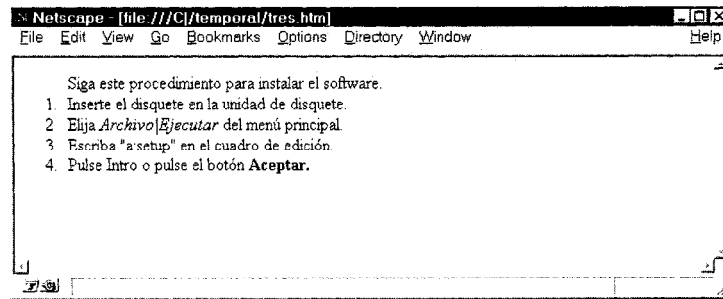 Netscape - [file:///C|/temporal/tres.htm]
File Edit View Go Bookmarks Options Directory Window Help
Siga este procedimiento para instalar el software.
1. Inserte el disquete en la unidad de disquete.
2 Elija Archivo|Ejecutar del menú principal.
3 Escriba "a:setup" en el cuadro de edición.
4. Pulse Intro o pulse el botón Aceptar.